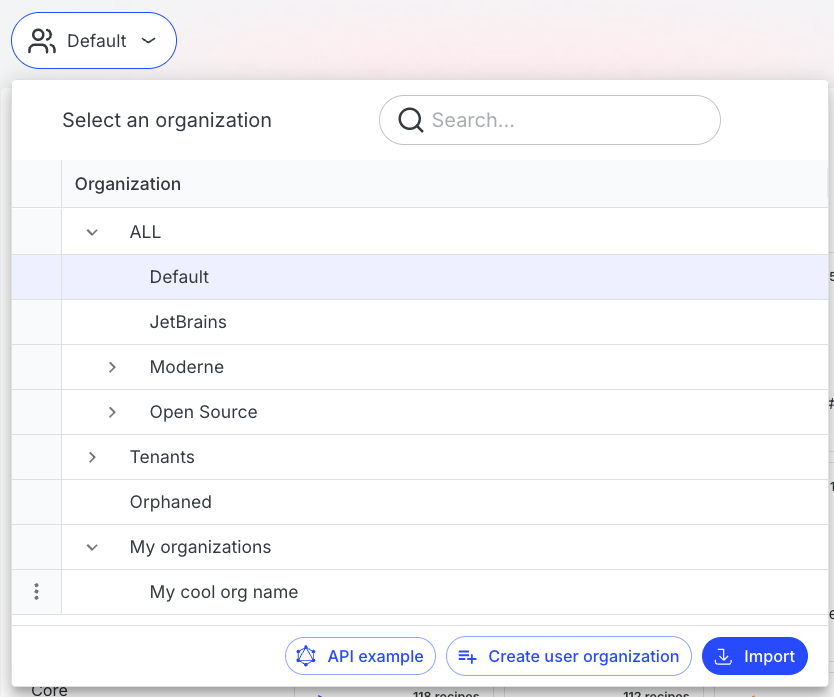 Default
Select an organization
Search...
Organization
ALL
Default
JetBrains
Moderne
Open Source
Tenants
Orphaned
My organizations
My cool org name
API example
Create user organization
Import
Core
118 recipes
112 recipes